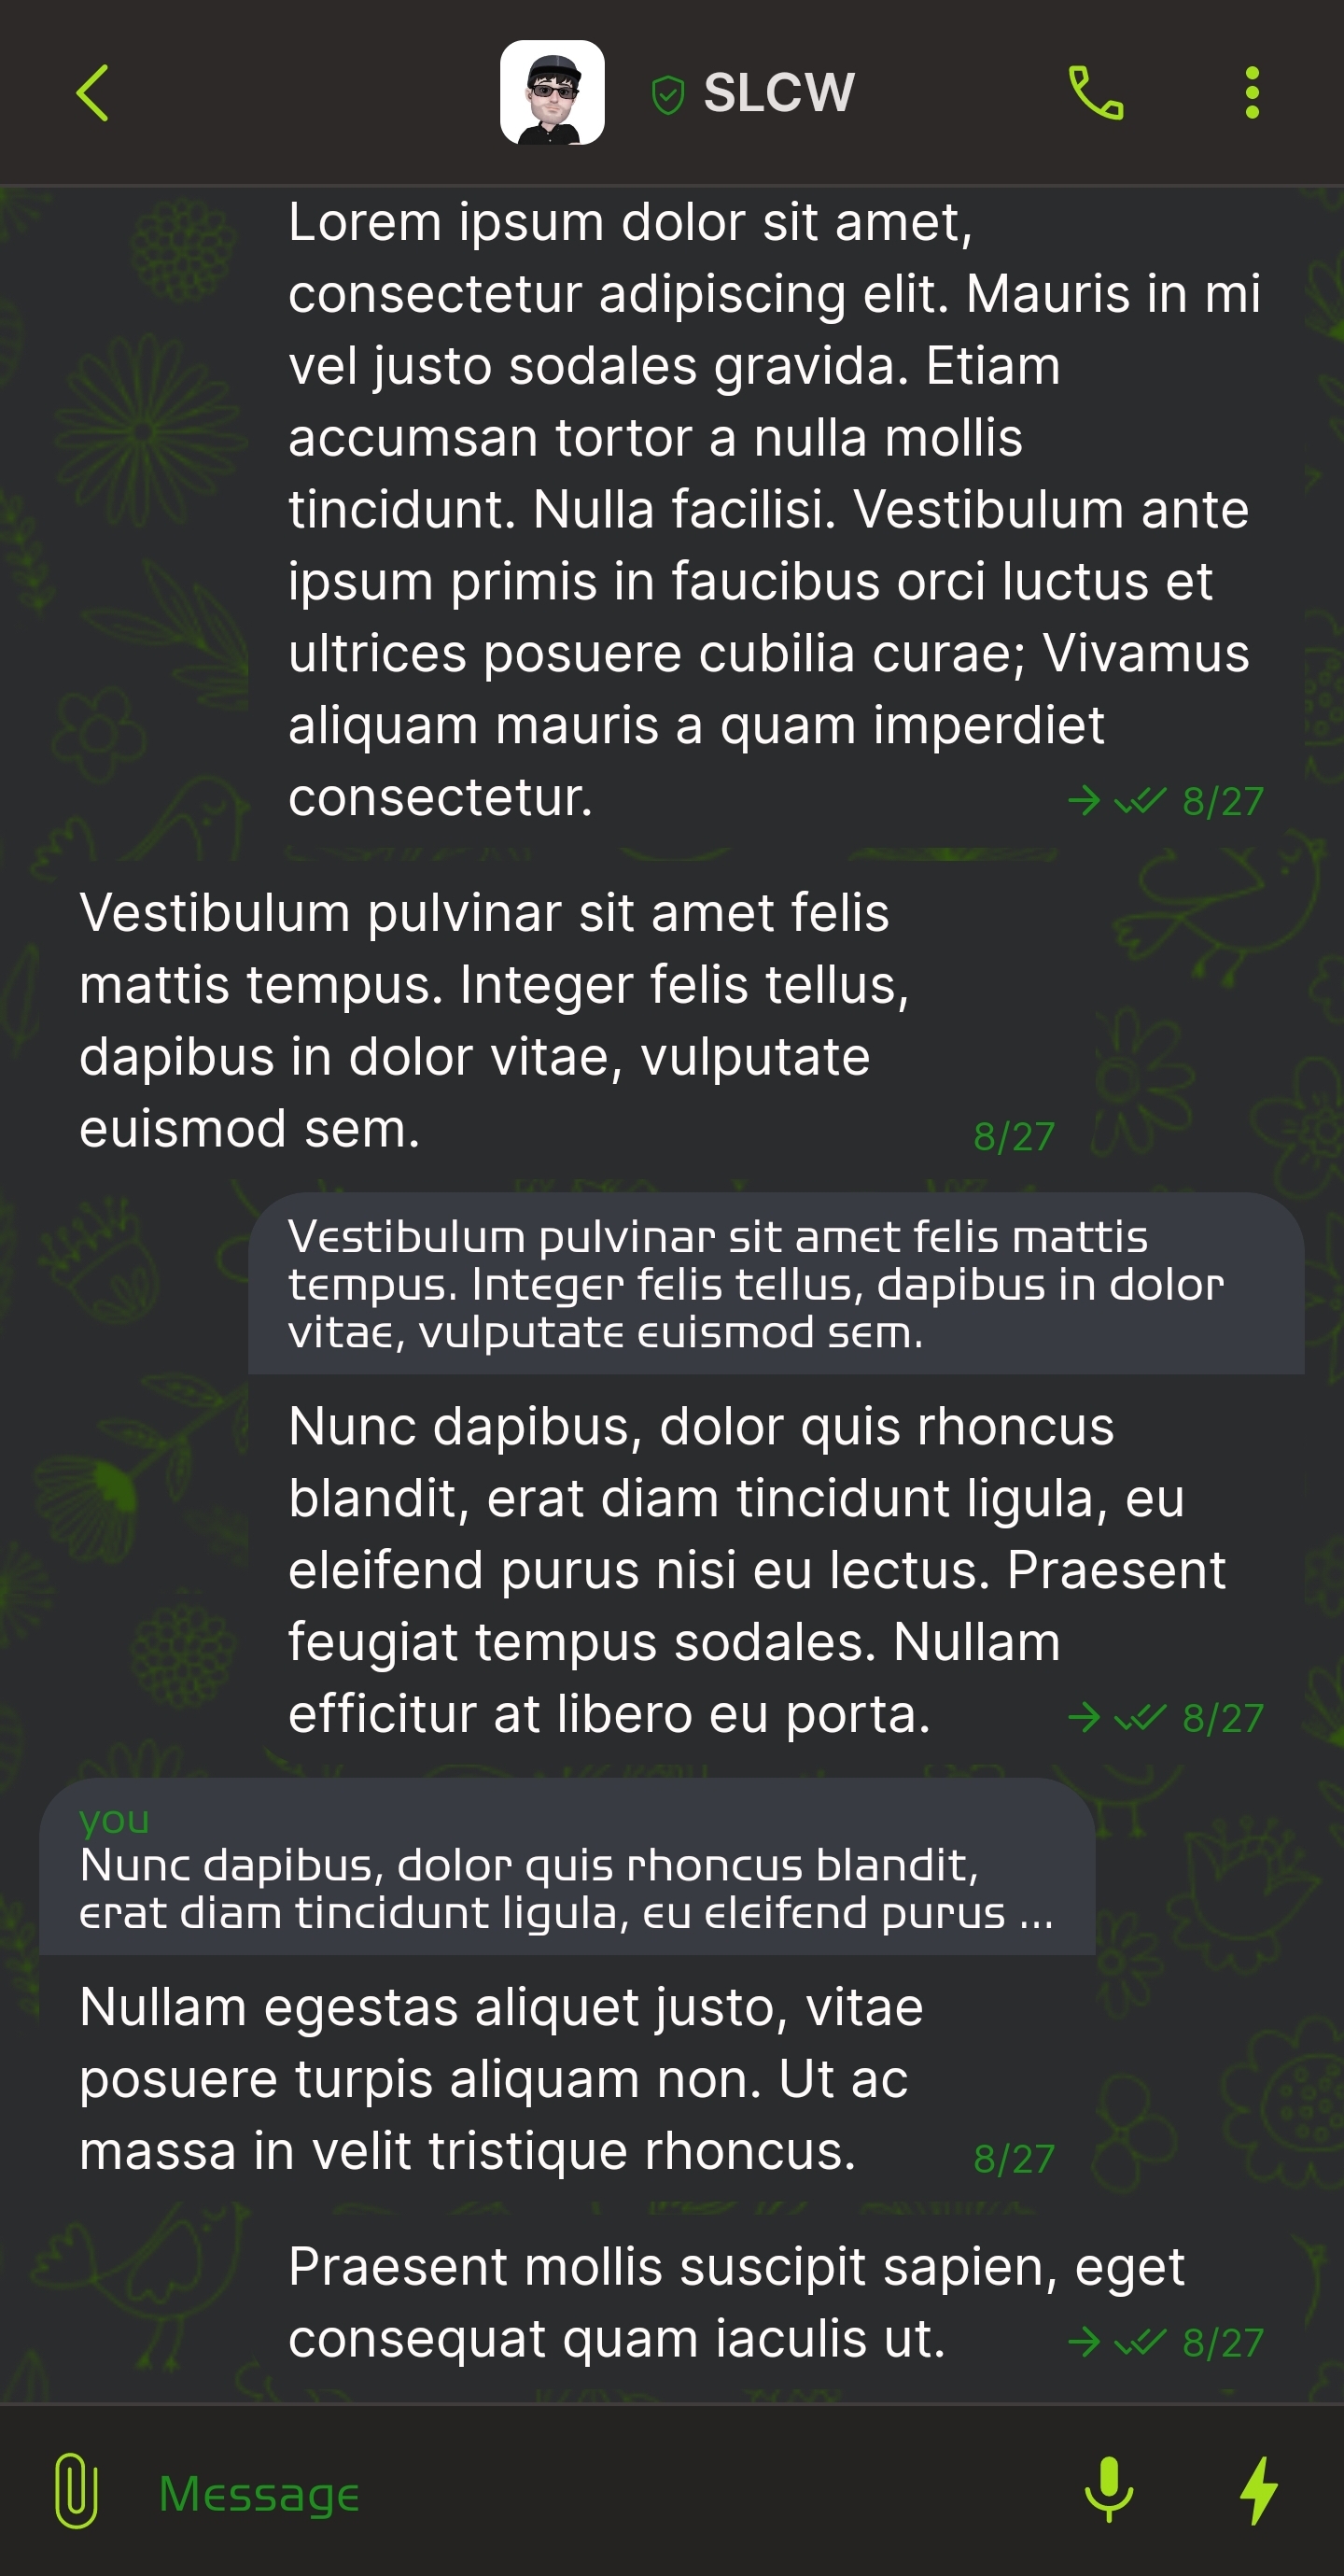 SLCW
Lorem ipsum dolor sit amet,
consectetur adipiscing elit. Mauris in mi
vel justo sodales gravida. Etiam
accumsan tortor a nulla mollis
tincidunt. Nulla facilisi. Vestibulum ante
ipsum primis in faucibus orci luctus et
ultrices posuere cubilia curae; Vivamus
aliquam mauris a quam imperdiet
consectetur.
8/27
Vestibulum pulvinar sit amet felis
mattis tempus. Integer felis tellus,
dapibus in dolor vitae, vulputate
euismod sem.
8/27
Vestibulum pulvinar sit amet felis mattis
tempus. Integer felis tellus, dapibus in dolor
vitae, vulputate euismod sem.
Nunc dapibus, dolor quis rhoncus
blandit, erat diam tincidunt ligula, eu
eleifend purus nisi eu lectus. Praesent
feugiat tempus sodales. Nullam
efficitur at libero eu porta.
8/27
you
Nunc dapibus, dolor quis rhoncus blandit,
erat diam tincidunt ligula, eu eleifend purus ...
Nullam egestas aliquet justo, vitae
posuere turpis aliquam non. Ut ac
massa in velit tristique rhoncus.
8/27
Praesent mollis suscipit sapien, eget
consequat quam iaculis ut.
8/27
Message